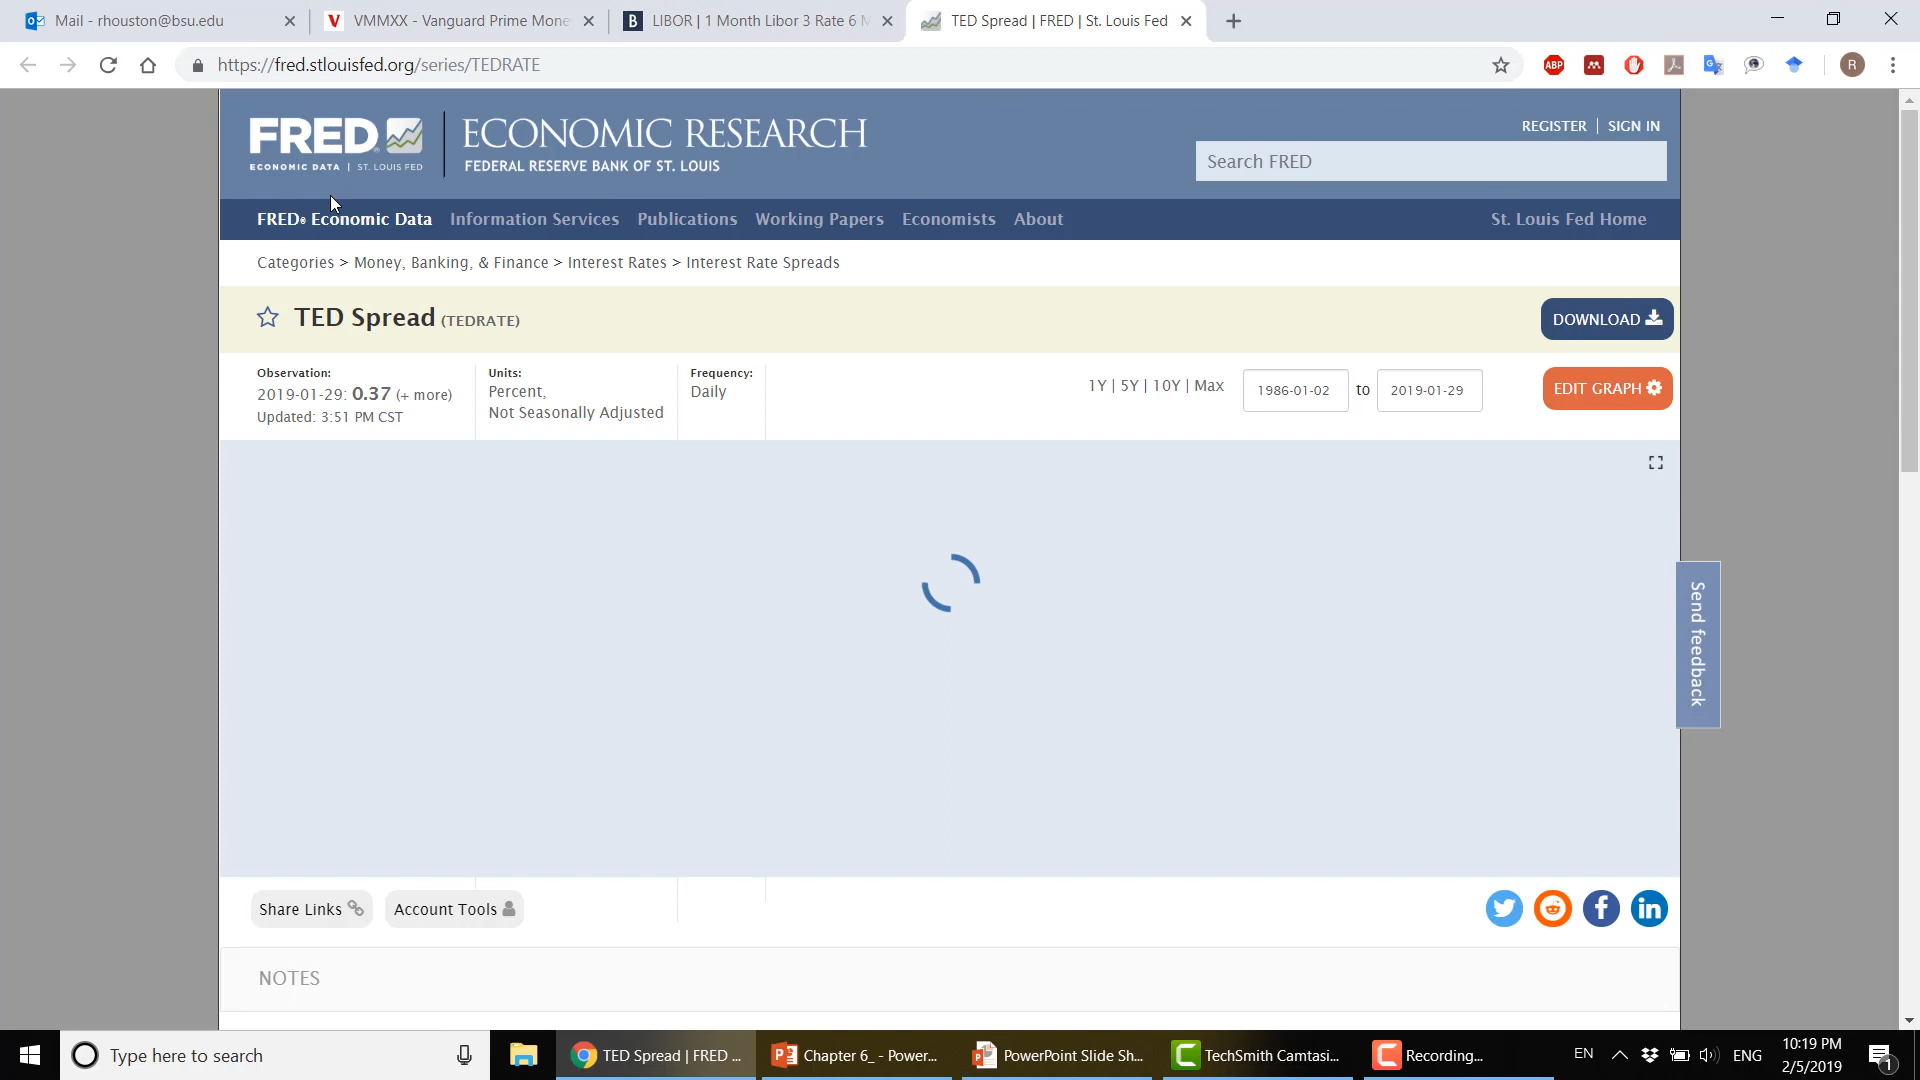 Mail - rhouston@bsu.edu
VMMXX - Vanguard Prime Mone
LIBOR | 1 Month Libor 3 Rate 6 M
TED Spread | FRED | St. Louis Fed
https://fred.stlouisfed.org/series/TEDRATE
ABP
R
FRED
ECONOMIC DATA | ST. LOUIS FED
ECONOMIC RESEARCH
FEDERAL RESERVE BANK OF ST. LOUIS
REGISTER | SIGN IN
Search FRED
FRED® Economic Data Information Services Publications Working Papers Economists About St. Louis Fed Home
Categories > Money, Banking, & Finance > Interest Rates > Interest Rate Spreads
TED Spread (TEDRATE)
DOWNLOAD
Observation:
2019-01-29: 0.37 (+ more)
Updated: 3:51 PM CST
Units:
Percent,
Not Seasonally Adjusted
Frequency:
Daily
1Y | 5Y | 10Y | Max
1986-01-02 to 2019-01-29
EDIT GRAPH
Send feedback
Share Links
Account Tools
NOTES
Type here to search
TED Spread | FRED ...
Chapter 6_ - Power...
PowerPoint Slide Sh...
TechSmith Camtasi...
Recording...
EN
ENG
10:19 PM
2/5/2019
1